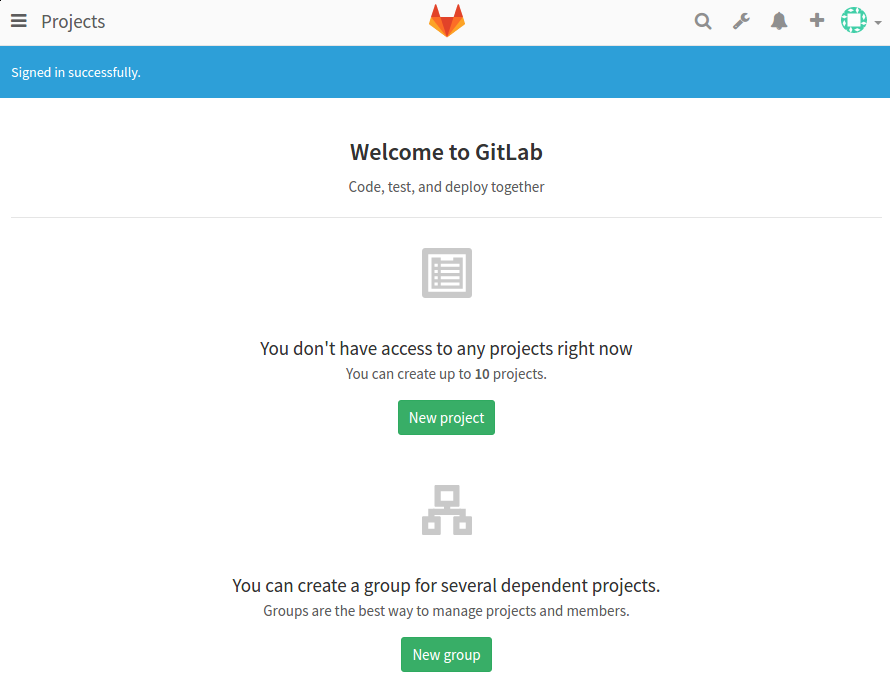 Projects
Signed in successfully.
Welcome to GitLab
Code, test, and deploy together
You don't have access to any projects right now
You can create up to 10 projects.
New project
You can create a group for several dependent projects.
Groups are the best way to manage projects and members.
New group